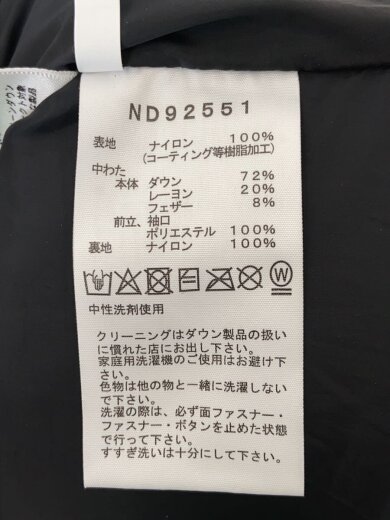 ND92551
表地 ナイロン 100%
(コーティング等樹脂加工)
中わた
本体 ダウン 72%
レーヨン 20%
フェザー 8%
前立、袖口
ポリエステル 100%
裏地 ナイロン 100%
W
中性洗剤使用
クリーニングはダウン製品の扱い
に慣れた店にお出し下さい。
家庭用洗濯機のご使用はお避け下
さい。
色物は他の物と一緒に洗濯しない
で下さい。
洗濯の際は、必ず面ファスナー・
ファスナー・ボタンを止めた状態
で行って下さい。
すすぎ洗いは十分にして下さい。